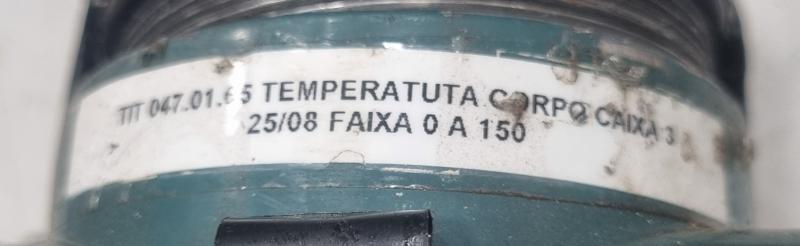 TIT 047.01.65 TEMPERATUTA CORPO CAIXA 3
25/08 FAIXA 0 A 150